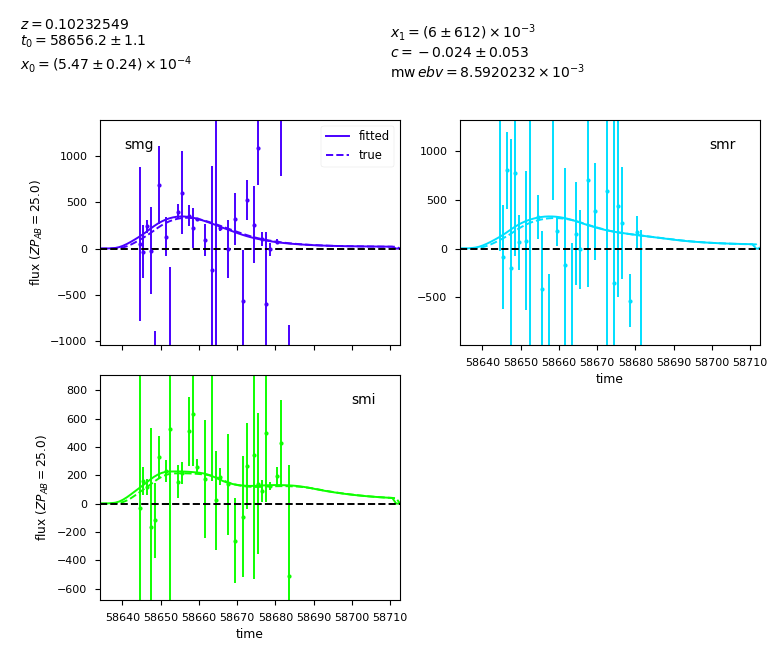 z = 0.10232549
t₀ = 58656.2 ± 1.1
x₀ = (5.47 ± 0.24) × 10⁻⁴
x₁ = (6 ± 612) × 10⁻³
c = −0.024 ± 0.053
mw ebv = 8.5920232 × 10⁻³
smg
fitted
true
1000
500
0
−500
−1000
flux (ZP_AB = 25.0)
smr
1000
500
0
−500
58640 58650 58660 58670 58680 58690 58700 58710
time
smi
800
600
400
200
0
−200
−400
−600
flux (ZP_AB = 25.0)
58640 58650 58660 58670 58680 58690 58700 58710
time